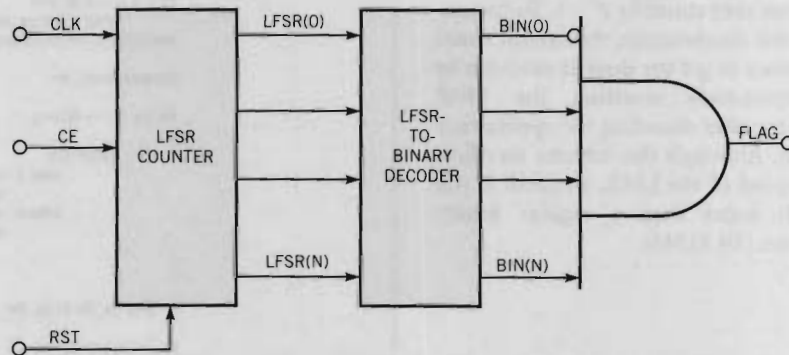 CLK
LFSR(0)
BIN(0)
CE
LFSR
COUNTER
LFSR-
TO-
BINARY
DECODER
FLAG
LFSR(N)
BIN(N)
RST